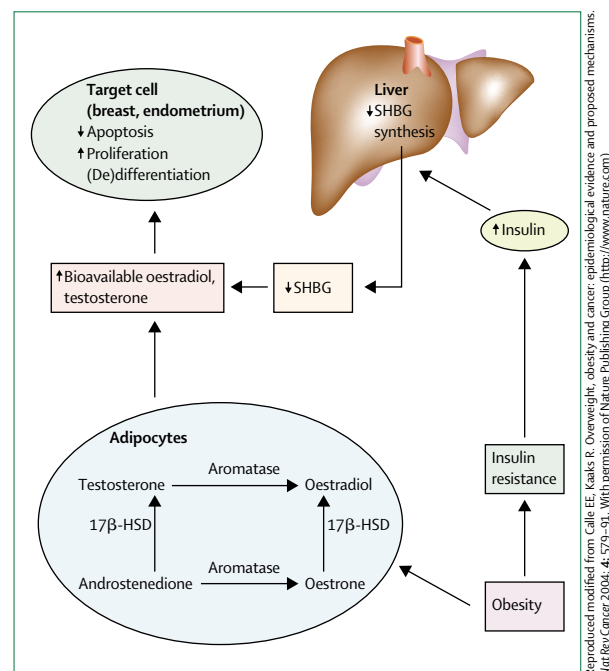 Target cell
(breast, endometrium)
↓Apoptosis
↑Proliferation
(De)differentiation
Liver
↓SHBG
synthesis
↑Insulin
↑Bioavailable oestradiol,
testosterone
↓SHBG
Adipocytes
Testosterone
Aromatase
Oestradiol
17β-HSD
17β-HSD
Androstenedione
Aromatase
Oestrone
Insulin
resistance
Obesity
Reproduced modified from Calle EE, Kaaks R. Overweight, obesity and cancer: epidemiological evidence and proposed mechanisms.
Nat Rev Cancer 2004; 4: 579–91. With permission of Nature Publishing Group (http://www.nature.com)